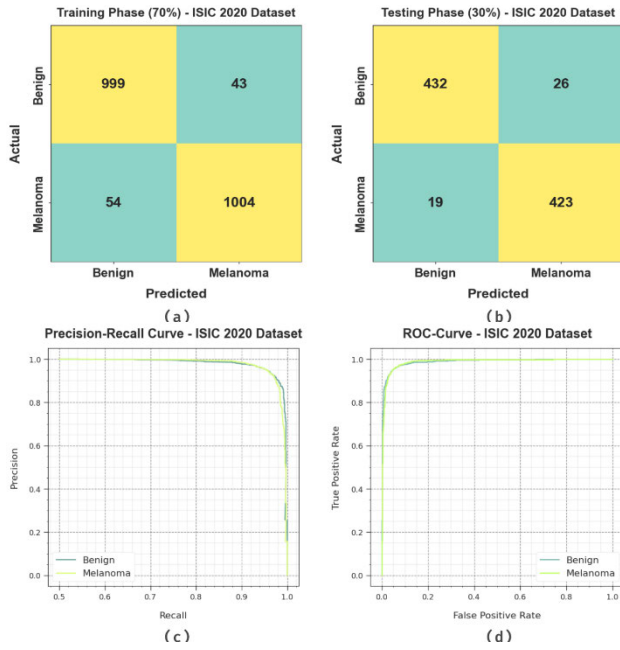 Training Phase (70%) - ISIC 2020 Dataset
Testing Phase (30%) - ISIC 2020 Dataset
Actual
Benign
Melanoma
999
43
54
1004
Benign
Melanoma
Predicted
(a)
Actual
Benign
Melanoma
432
26
19
423
Benign
Melanoma
Predicted
(b)
Precision-Recall Curve - ISIC 2020 Dataset
Precision
1.0
0.8
0.6
0.4
0.2
0.0
Benign
Melanoma
0.5
0.6
0.7
0.8
0.9
1.0
Recall
(c)
ROC-Curve - ISIC 2020 Dataset
True Positive Rate
1.0
0.8
0.6
0.4
0.2
0.0
Benign
Melanoma
0.0
0.2
0.4
0.6
0.8
1.0
False Positive Rate
(d)